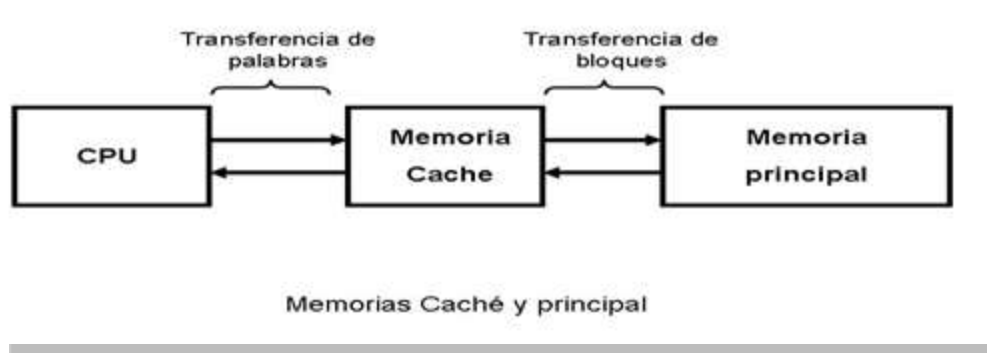 Transferencia de
palabras
Transferencia de
bloques
CPU
Memoria
Cache
Memoria
principal
Memorias Caché y principal